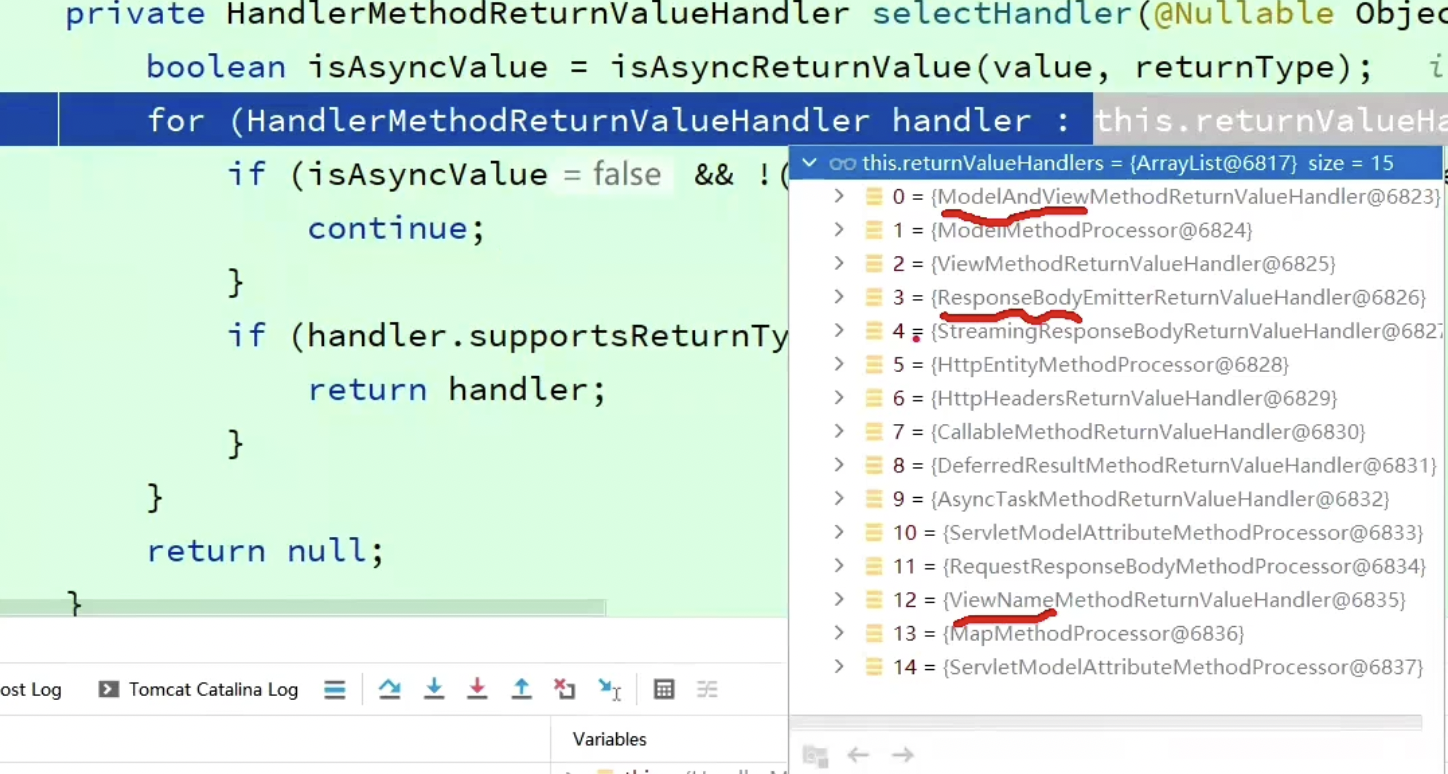 private HandlerMethodReturnValueHandler selectHandler(@Nullable Objec
boolean isAsyncValue = isAsyncReturnValue(value, returnType);
for (HandlerMethodReturnValueHandler handler : this.returnValueHa
if (isAsyncValue = false && !(
continue;
}
if (handler.supportsReturnTy
return handler;
}
}
return null;
}
this.returnValueHandlers = {ArrayList@6817} size = 15
0 = {ModelAndViewMethodReturnValueHandler@6823}
1 = {ModelMethodProcessor@6824}
2 = {ViewMethodReturnValueHandler@6825}
3 = {ResponseBodyEmitterReturnValueHandler@6826}
4 = {StreamingResponseBodyReturnValueHandler@6827
5 = {HttpEntityMethodProcessor@6828}
6 = {HttpHeadersReturnValueHandler@6829}
7 = {CallableMethodReturnValueHandler@6830}
8 = {DeferredResultMethodReturnValueHandler@6831}
9 = {AsyncTaskMethodReturnValueHandler@6832}
10 = {ServletModelAttributeMethodProcessor@6833}
11 = {RequestResponseBodyMethodProcessor@6834}
12 = {ViewNameMethodReturnValueHandler@6835}
13 = {MapMethodProcessor@6836}
14 = {ServletModelAttributeMethodProcessor@6837}
ost Log Tomcat Catalina Log
Variables